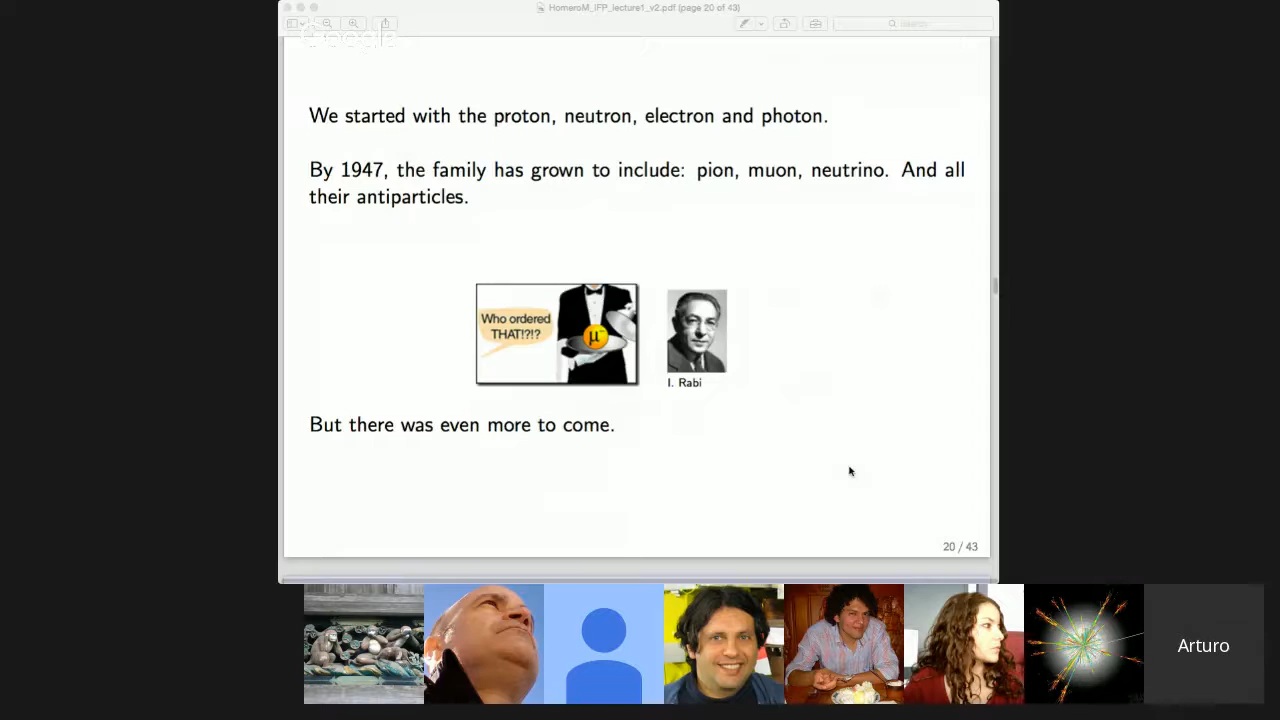 HomeroM_IFP_lecture1_v2.pdf (page 20 of 43)
Search
Google
We started with the proton, neutron, electron and photon.
By 1947, the family has grown to include: pion, muon, neutrino. And all
their antiparticles.
Who ordered
THAT!?!?
μ⁻
I. Rabi
But there was even more to come.
20 / 43
Arturo